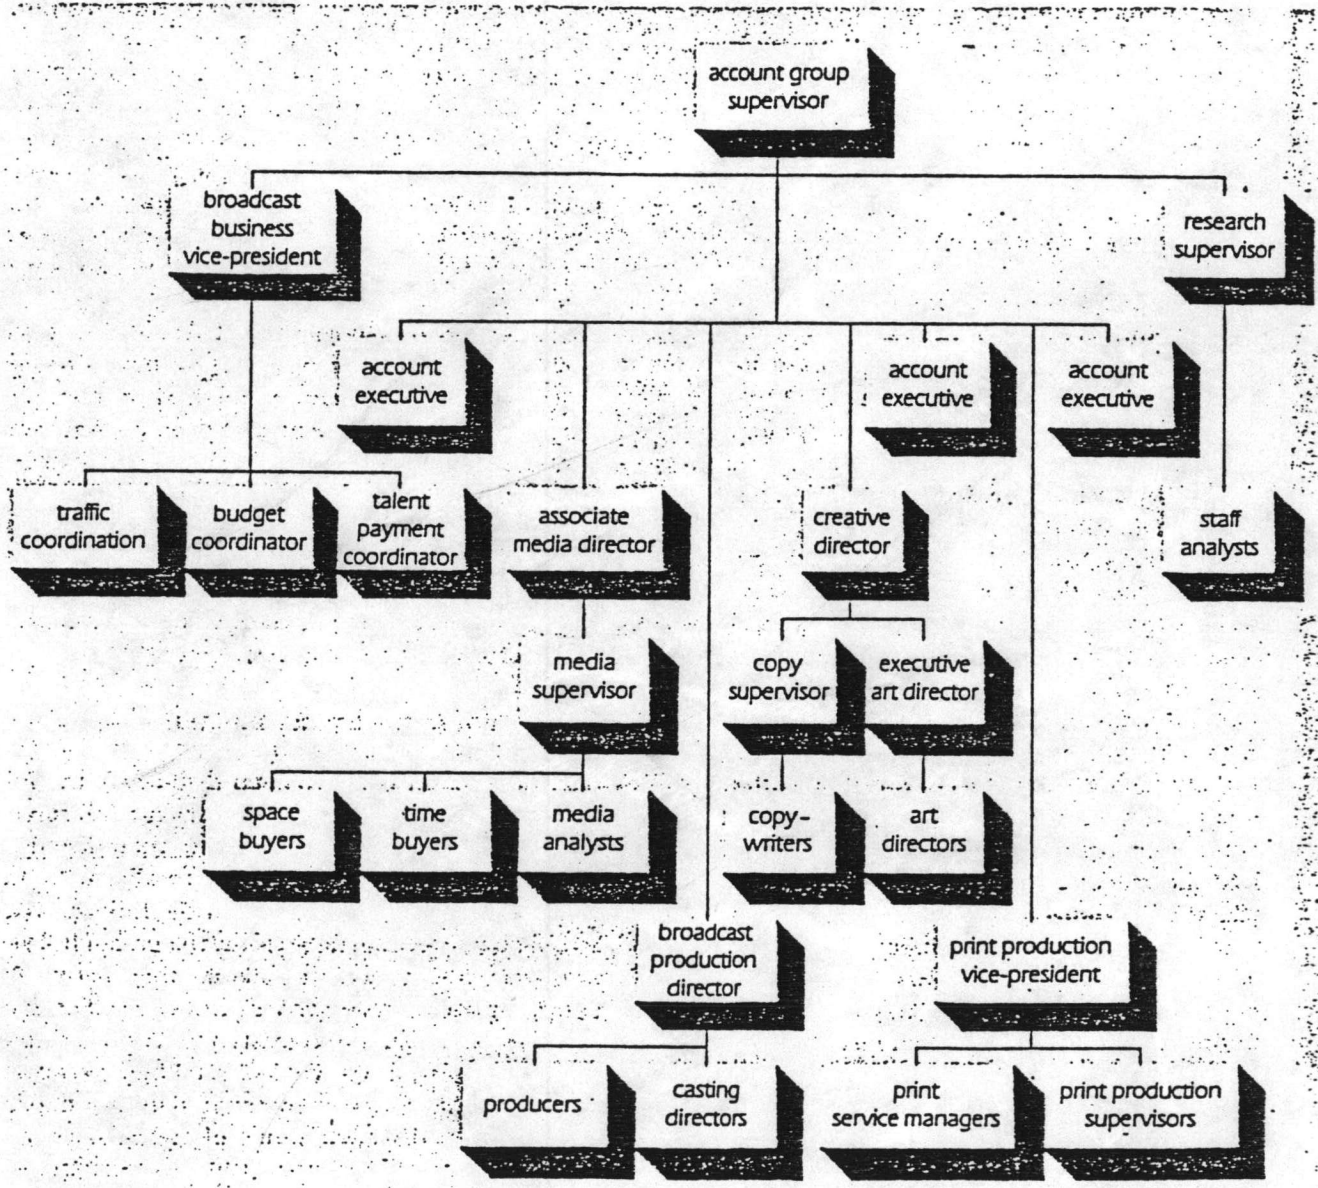 account group
supervisor
broadcast
business
vice-president
research
supervisor
account
executive
account
executive
account
executive
traffic
coordination
budget
coordinator
talent
payment
coordinator
associate
media director
creative
director
staff
analysts
media
supervisor
copy
supervisor
executive
art director
space
buyers
time
buyers
media
analysts
copy-
writers
art
directors
broadcast
production
director
print production
vice-president
producers
casting
directors
print
service managers
print production
supervisors